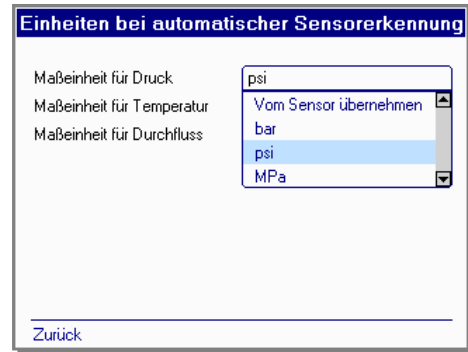 Einheiten bei automatischer Sensorerkennung
Maßeinheit für Druck psi
Maßeinheit für Temperatur Vom Sensor übernehmen
Maßeinheit für Durchfluss bar
psi
MPa
Zurück